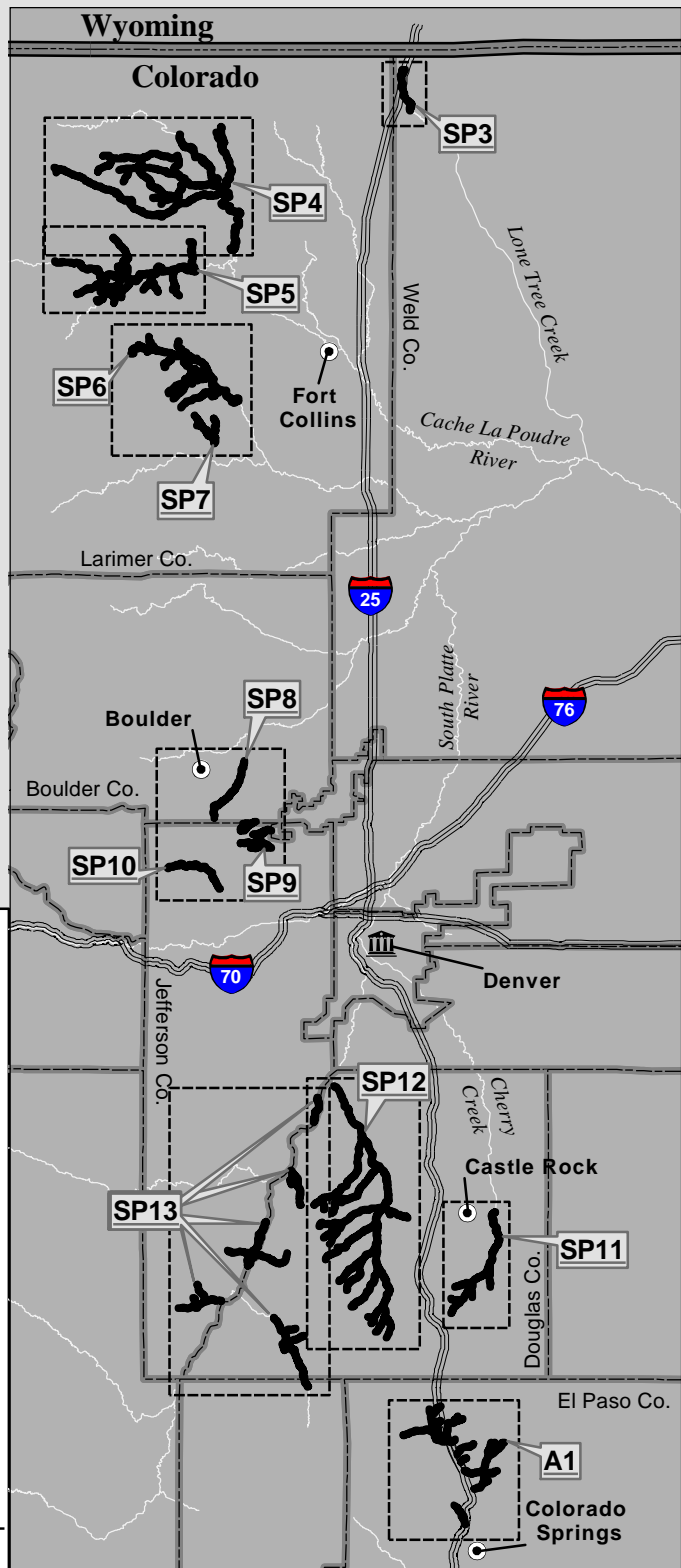 Wyoming
Colorado
SP3
SP4
Lone Tree Creek
SP5
Weld Co.
SP6
Fort
Collins
Cache La Poudre
River
SP7
Larimer Co.
25
South Platte
River
SP8
76
Boulder
Boulder Co.
SP10
SP9
70
Denver
Jefferson Co.
SP12
Cherry
Creek
Castle Rock
SP13
SP11
Douglas Co.
El Paso Co.
A1
Colorado
Springs